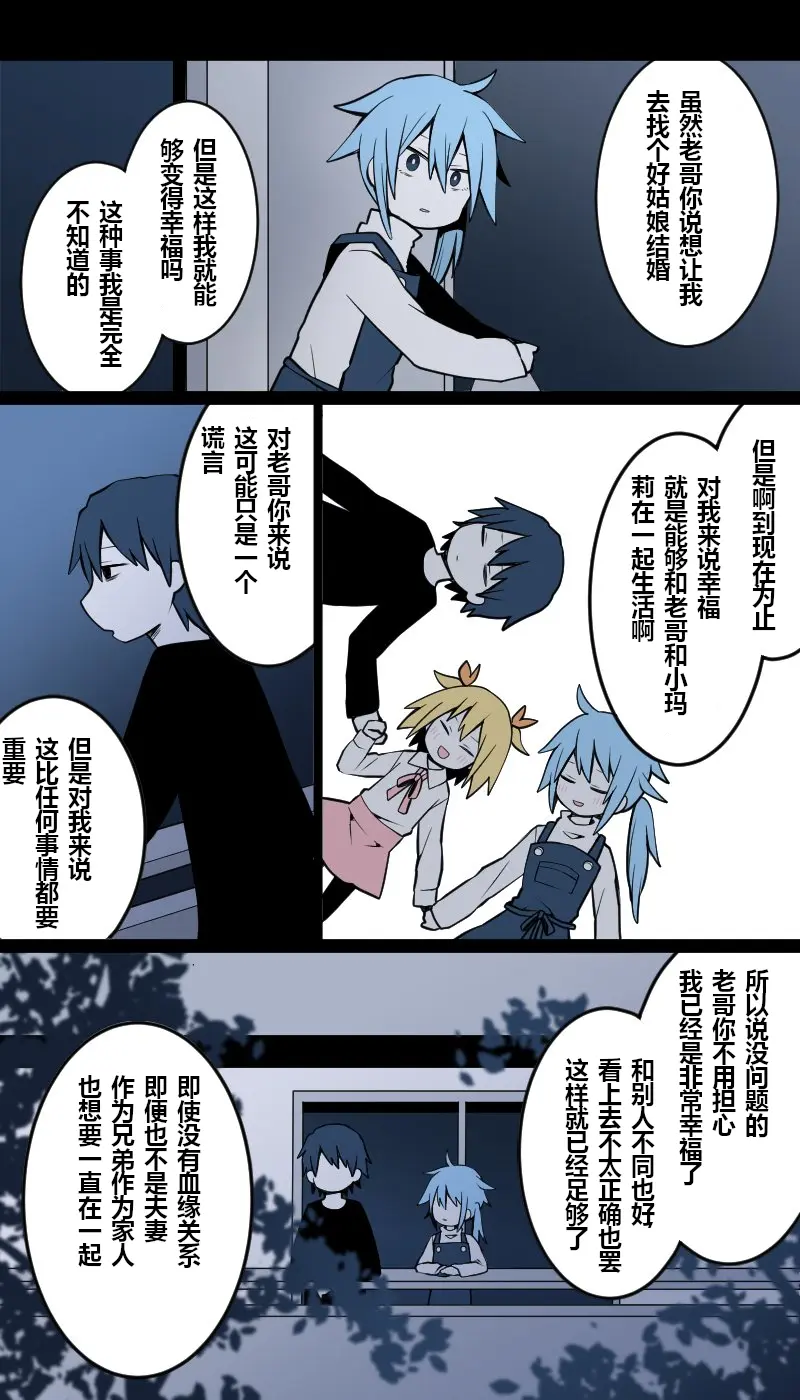 虽然老哥你说想让我
去找个好姑娘结婚
但是这样我就能
够变得幸福吗
这种事我是完全
不知道的
但是啊到现在为止
对我来说幸福
就是能够和老哥和小玛
莉在一起生活啊
对老哥你来说
这可能只是一个
谎言
但是对我来说
这比任何事情都要
重要
所以说没问题的
老哥你不用担心
我已经是非常幸福了
和别人不同也好,
看上去不太正确也罢
这样就已经足够了
即使没有血缘关系
即便也不是夫妻
作为兄弟作为家人
也想要一直在一起